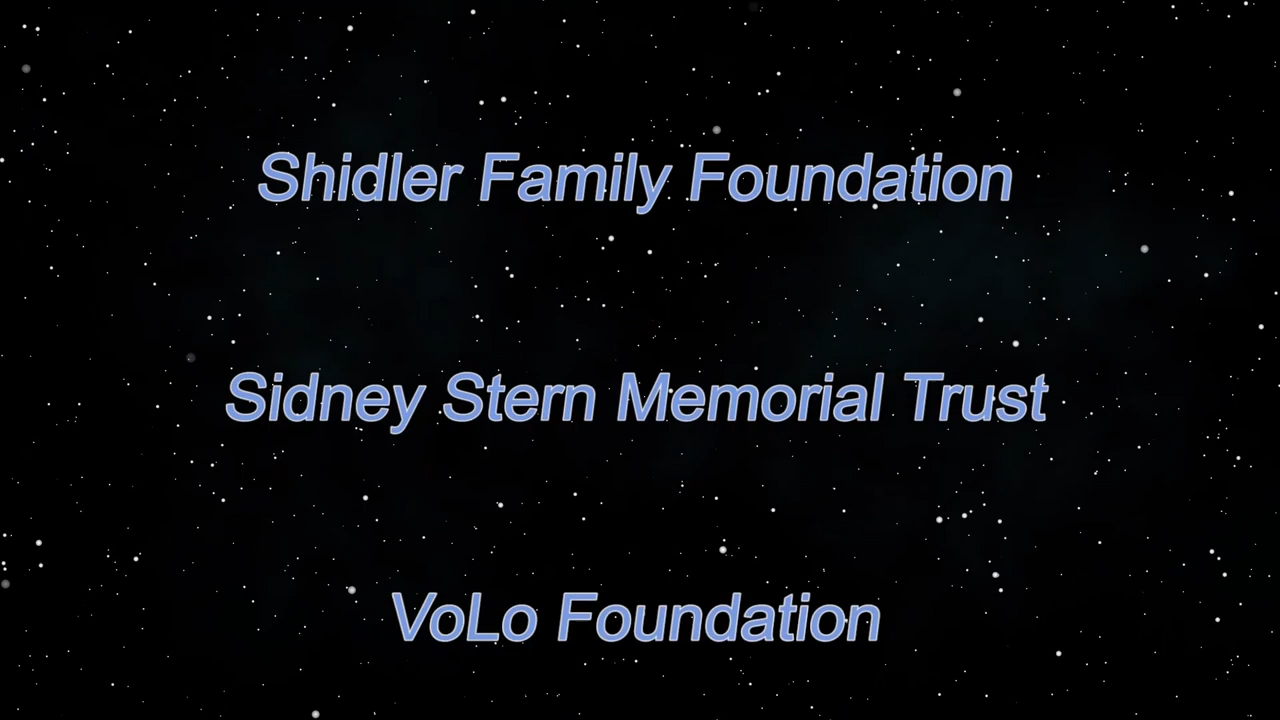 Shidler Family Foundation
Sidney Stern Memorial Trust
VoLo Foundation